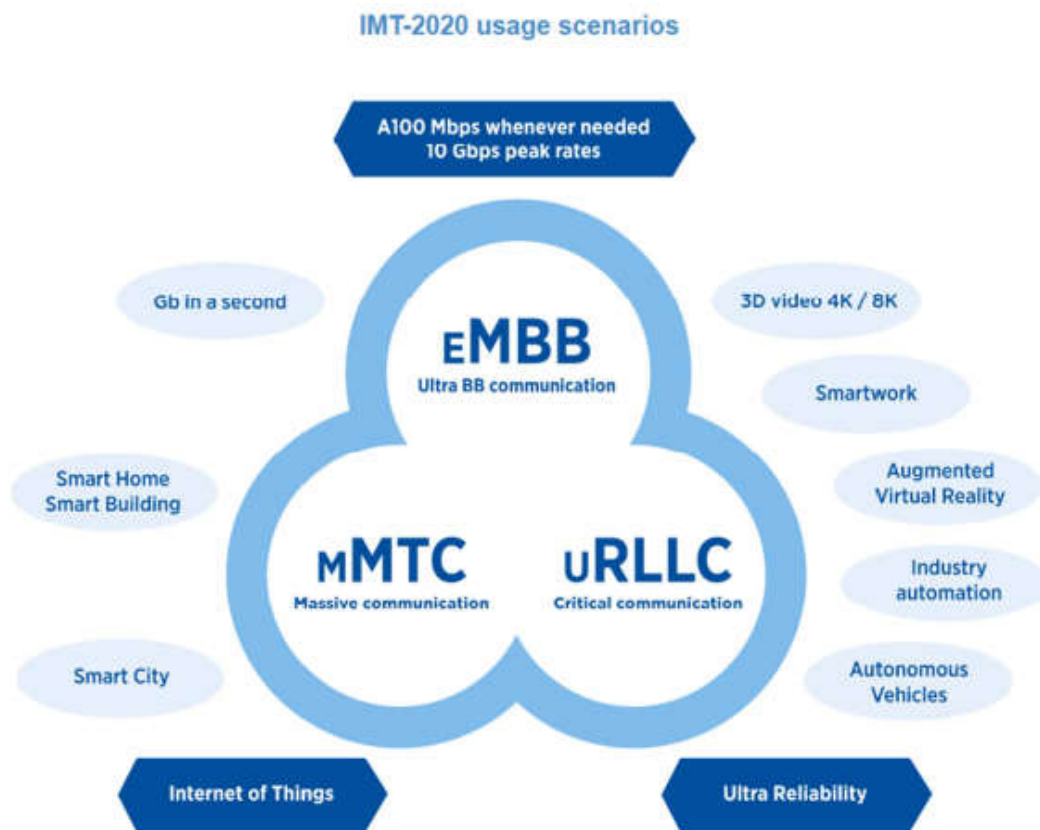 IMT-2020 usage scenarios
A100 Mbps whenever needed
10 Gbps peak rates
Gb in a second
3D video 4K / 8K
EMBB
Ultra BB communication
Smartwork
Smart Home
Smart Building
Augmented
Virtual Reality
MMTC
Massive communication
URLLC
Critical communication
Industry
automation
Smart City
Autonomous
Vehicles
Internet of Things
Ultra Reliability